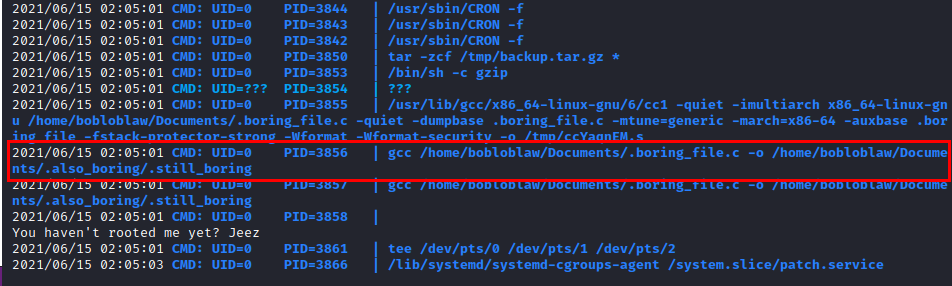 2021/06/15 02:05:01 CMD: UID=0    PID=3844   | /usr/sbin/CRON -f
2021/06/15 02:05:01 CMD: UID=0    PID=3843   | /usr/sbin/CRON -f
2021/06/15 02:05:01 CMD: UID=0    PID=3842   | /usr/sbin/CRON -f
2021/06/15 02:05:01 CMD: UID=0    PID=3850   | tar -zcf /tmp/backup.tar.gz *
2021/06/15 02:05:01 CMD: UID=0    PID=3853   | /bin/sh -c gzip
2021/06/15 02:05:01 CMD: UID=???  PID=3854   | ???
2021/06/15 02:05:01 CMD: UID=0    PID=3855   | /usr/lib/gcc/x86_64-linux-gnu/6/cc1 -quiet -imultiarch x86_64-linux-gn
u /home/bobloblaw/Documents/.boring_file.c -quiet -dumpbase .boring_file.c -mtune=generic -march=x86-64 -auxbase .bor
ing_file -fstack-protector-strong -Wformat -Wformat-security -o /tmp/ccYaqnEM.s
2021/06/15 02:05:01 CMD: UID=0    PID=3856   | gcc /home/bobloblaw/Documents/.boring_file.c -o /home/bobloblaw/Docume
nts/.also_boring/.still_boring
2021/06/15 02:05:01 CMD: UID=0    PID=3857   | gcc /home/bobloblaw/Documents/.boring_file.c -o /home/bobloblaw/Docume
nts/.also_boring/.still_boring
2021/06/15 02:05:01 CMD: UID=0    PID=3858   |
You haven't rooted me yet? Jeez
2021/06/15 02:05:01 CMD: UID=0    PID=3861   | tee /dev/pts/0 /dev/pts/1 /dev/pts/2
2021/06/15 02:05:03 CMD: UID=0    PID=3866   | /lib/systemd/systemd-cgroups-agent /system.slice/patch.service